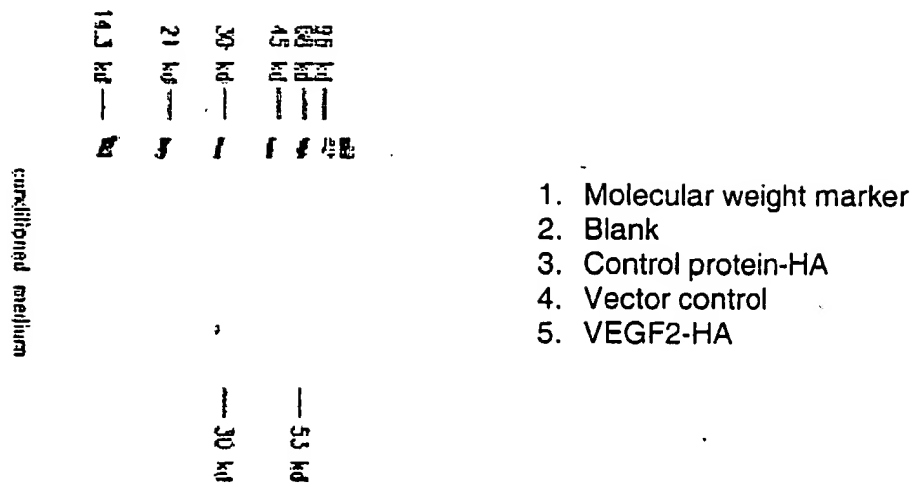 45 kd
30 kd
21 kd
14.3 kd
53 kd
30 kd
conditioned medium
1. Molecular weight marker
2. Blank
3. Control protein-HA
4. Vector control
5. VEGF2-HA